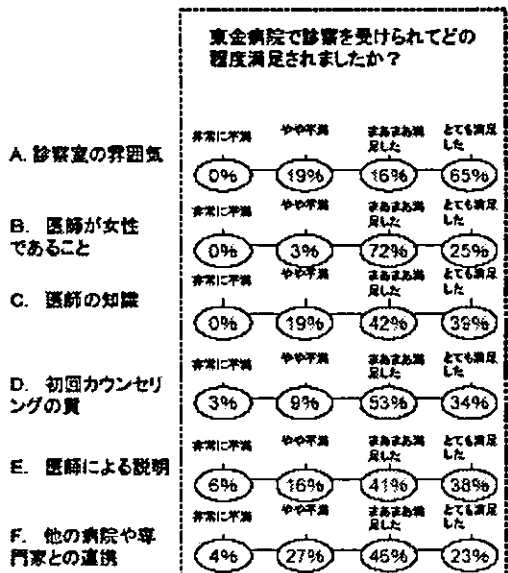 東金病院で診察を受けられてどの
程度満足されましたか？
A. 診察室の雰囲気
非常に不満 やや不満 まあまあ満足した とても満足した
0% 19% 16% 65%
B. 医師が女性
であること
非常に不満 やや不満 まあまあ満足した とても満足した
0% 3% 72% 25%
C. 医師の知識
非常に不満 やや不満 まあまあ満足した とても満足した
0% 19% 42% 39%
D. 初回カウンセリ
ングの質
非常に不満 やや不満 まあまあ満足した とても満足した
3% 9% 53% 34%
E. 医師による説明
非常に不満 やや不満 まあまあ満足した とても満足した
6% 16% 41% 38%
F. 他の病院や専
門家との連携
非常に不満 やや不満 まあまあ満足した とても満足した
4% 27% 46% 23%